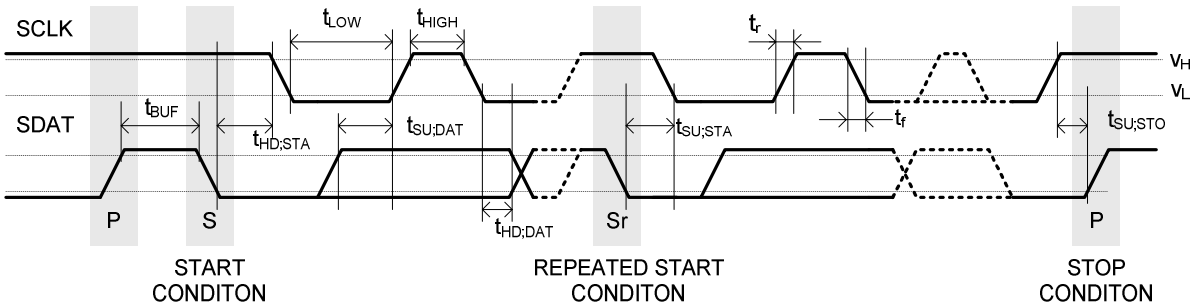 SCLK
tLOW
tHIGH
tr
VH
VL
tBUF
SDAT
tHD;STA
tSU;DAT
tSU;STA
tf
tSU;STO
P
S
tHD;DAT
Sr
P
START
CONDITON
REPEATED START
CONDITON
STOP
CONDITON